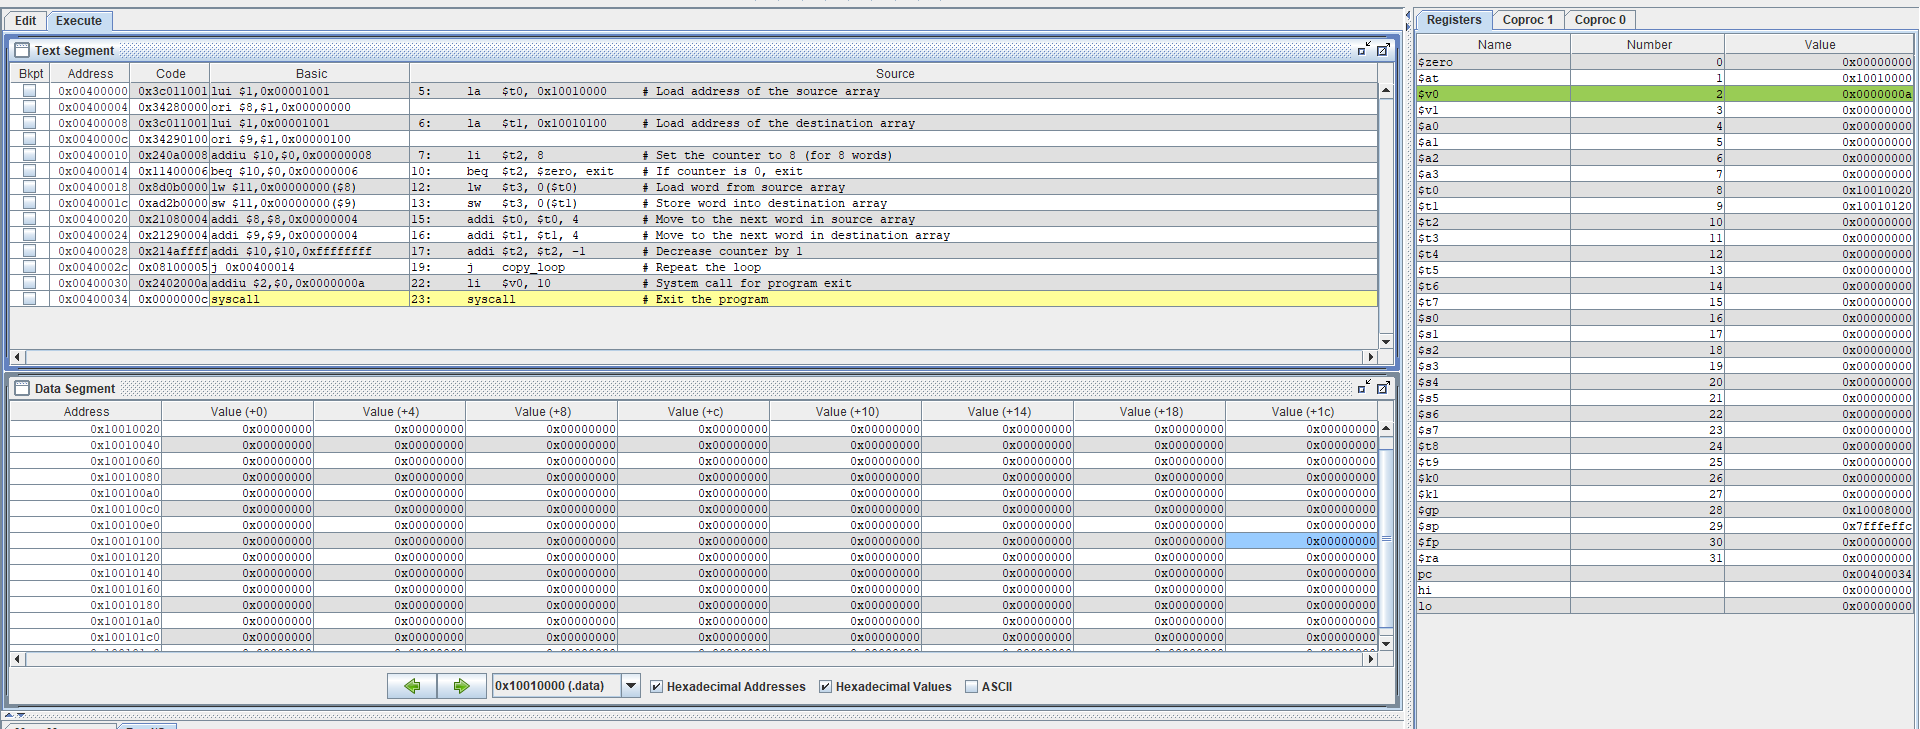 Edit Execute
Text Segment
Bkpt Address Code Basic Source
0x00400000 0x3c011001 lui $1,0x00001001 5: la $t0, 0x10010000 # Load address of the source array
0x00400004 0x34280000 ori $8,$1,0x00000000
0x00400008 0x3c011001 lui $1,0x00001001 6: la $t1, 0x10010100 # Load address of the destination array
0x0040000c 0x34290100 ori $9,$1,0x00000100
0x00400010 0x240a0008 addiu $10,$0,0x00000008 7: li $t2, 8 # Set the counter to 8 (for 8 words)
0x00400014 0x11400006 beq $10,$0,0x00000006 10: beq $t2, $zero, exit # If counter is 0, exit
0x00400018 0x8d0b0000 lw $11,0x00000000($8) 12: lw $t3, 0($t0) # Load word from source array
0x0040001c 0xad2b0000 sw $11,0x00000000($9) 13: sw $t3, 0($t1) # Store word into destination array
0x00400020 0x21080004 addi $8,$8,0x00000004 15: addi $t0, $t0, 4 # Move to the next word in source array
0x00400024 0x21290004 addi $9,$9,0x00000004 16: addi $t1, $t1, 4 # Move to the next word in destination array
0x00400028 0x214affff addi $10,$10,0xffffffff 17: addi $t2, $t2, -1 # Decrease counter by 1
0x0040002c 0x08100005 j 0x00400014 19: j copy_loop # Repeat the loop
0x00400030 0x2402000a addiu $2,$0,0x0000000a 22: li $v0, 10 # System call for program exit
0x00400034 0x0000000c syscall 23: syscall # Exit the program
Data Segment
Address Value (+0) Value (+4) Value (+8) Value (+c) Value (+10) Value (+14) Value (+18) Value (+1c)
0x10010020 0x00000000 0x00000000 0x00000000 0x00000000 0x00000000 0x00000000 0x00000000 0x00000000
0x10010040 0x00000000 0x00000000 0x00000000 0x00000000 0x00000000 0x00000000 0x00000000 0x00000000
0x10010060 0x00000000 0x00000000 0x00000000 0x00000000 0x00000000 0x00000000 0x00000000 0x00000000
0x10010080 0x00000000 0x00000000 0x00000000 0x00000000 0x00000000 0x00000000 0x00000000 0x00000000
0x100100a0 0x00000000 0x00000000 0x00000000 0x00000000 0x00000000 0x00000000 0x00000000 0x00000000
0x100100c0 0x00000000 0x00000000 0x00000000 0x00000000 0x00000000 0x00000000 0x00000000 0x00000000
0x100100e0 0x00000000 0x00000000 0x00000000 0x00000000 0x00000000 0x00000000 0x00000000 0x00000000
0x10010100 0x00000000 0x00000000 0x00000000 0x00000000 0x00000000 0x00000000 0x00000000 0x00000000
0x10010120 0x00000000 0x00000000 0x00000000 0x00000000 0x00000000 0x00000000 0x00000000 0x00000000
0x10010140 0x00000000 0x00000000 0x00000000 0x00000000 0x00000000 0x00000000 0x00000000 0x00000000
0x10010160 0x00000000 0x00000000 0x00000000 0x00000000 0x00000000 0x00000000 0x00000000 0x00000000
0x10010180 0x00000000 0x00000000 0x00000000 0x00000000 0x00000000 0x00000000 0x00000000 0x00000000
0x100101a0 0x00000000 0x00000000 0x00000000 0x00000000 0x00000000 0x00000000 0x00000000 0x00000000
0x100101c0 0x00000000 0x00000000 0x00000000 0x00000000 0x00000000 0x00000000 0x00000000 0x00000000
0x10010000 (.data) Hexadecimal Addresses Hexadecimal Values ASCII
Registers Coproc 1 Coproc 0
Name Number Value
$zero 0 0x00000000
$at 1 0x10010000
$v0 2 0x0000000a
$v1 3 0x00000000
$a0 4 0x00000000
$a1 5 0x00000000
$a2 6 0x00000000
$a3 7 0x00000000
$t0 8 0x10010020
$t1 9 0x10010120
$t2 10 0x00000000
$t3 11 0x00000000
$t4 12 0x00000000
$t5 13 0x00000000
$t6 14 0x00000000
$t7 15 0x00000000
$s0 16 0x00000000
$s1 17 0x00000000
$s2 18 0x00000000
$s3 19 0x00000000
$s4 20 0x00000000
$s5 21 0x00000000
$s6 22 0x00000000
$s7 23 0x00000000
$t8 24 0x00000000
$t9 25 0x00000000
$k0 26 0x00000000
$k1 27 0x00000000
$gp 28 0x10008000
$sp 29 0x7fffeffc
$fp 30 0x00000000
$ra 31 0x00000000
pc 0x00400034
hi 0x00000000
lo 0x00000000